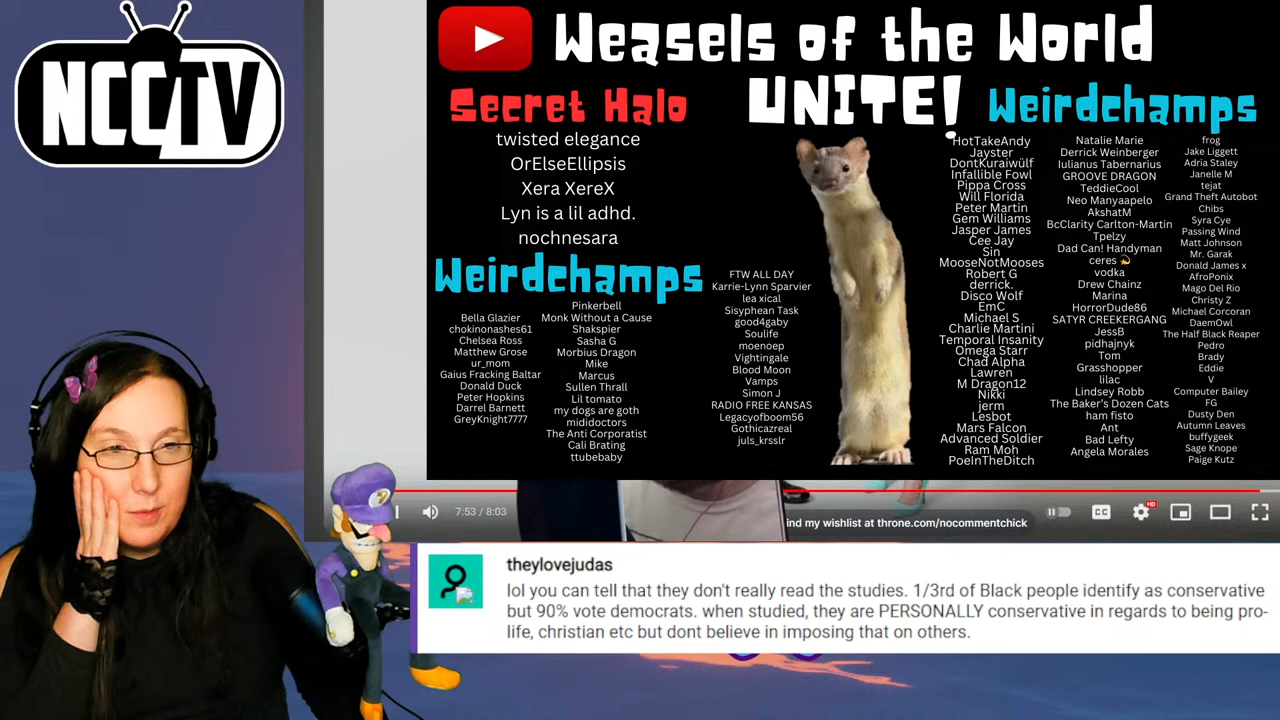 NCCTV
Weasels of the World
UNITE!
Secret Halo
twisted elegance
OrElseEllipsis
Xera XereX
Lyn is a lil adhd.
nochnesara
Weirdchamps
Bella Glazier
chokinonashes61
Chelsea Ross
Matthew Grose
ur_mom
Gaius Fracking Baltar
Donald Duck
Peter Hopkins
Darrel Barnett
GreyKnight7777
Pinkerbell
Monk Without a Cause
Shakspier
Sasha G
Morbius Dragon
Mike
Marcus
Sullen Thrall
Lil tomato
my dogs are goth
mididoctors
The Anti Corporatist
Cali Brating
ttubebaby
FTW ALL DAY
Karrie-Lynn Sparvier
lea xical
Sisyphean Task
good4gaby
Soulife
moenoep
Vightingale
Blood Moon
Vamps
Simon J
RADIO FREE KANSAS
Legacyofboom56
Gothicazreal
juls_krsslr
Weirdchamps
HotTakeAndy
Jayster
DontKuraiwülf
Infallible Fowl
Pippa Cross
Will Florida
Peter Martin
Gem Williams
Jasper James
Cee Jay
Sin
MooseNotMooses
Robert G
derrick.
Disco Wolf
EmC
Michael S
Charlie Martini
Temporal Insanity
Omega Starr
Chad Alpha
Lawren
M Dragon12
Nikki
jerm
Lesbot
Mars Falcon
Advanced Soldier
Ram Moh
PoeInTheDitch
Natalie Marie
Derrick Weinberger
Iulianus Tabernarius
GROOVE DRAGON
TeddieCool
Neo Manyaapelo
AkshatM
BcClarity Carlton-Martin
Tpelzy
Dad Can! Handyman
ceres 💫
vodka
Drew Chainz
Marina
HorrorDude86
SATYR CREEKERGANG
JessB
pidhajnyk
Tom
Grasshopper
lilac
Lindsey Robb
The Baker's Dozen Cats
ham fisto
Ant
Bad Lefty
Angela Morales
frog
Jake Liggett
Adria Staley
Janelle M
tejat
Grand Theft Autobot
Chibs
Syra Cye
Passing Wind
Matt Johnson
Mr. Garak
Donald James x
AfroPonix
Mago Del Rio
Christy Z
Michael Corcoran
DaemOwl
The Half Black Reaper
Pedro
Brady
Eddie
V
Computer Bailey
FG
Dusty Den
Autumn Leaves
buffygeek
Sage Knope
Paige Kutz
7:53 / 8:03
ind my wishlist at throne.com/nocommentchick
CC
HD
theylovejudas
lol you can tell that they don't really read the studies. 1/3rd of Black people identify as conservative
but 90% vote democrats. when studied, they are PERSONALLY conservative in regards to being pro-
life, christian etc but dont believe in imposing that on others.